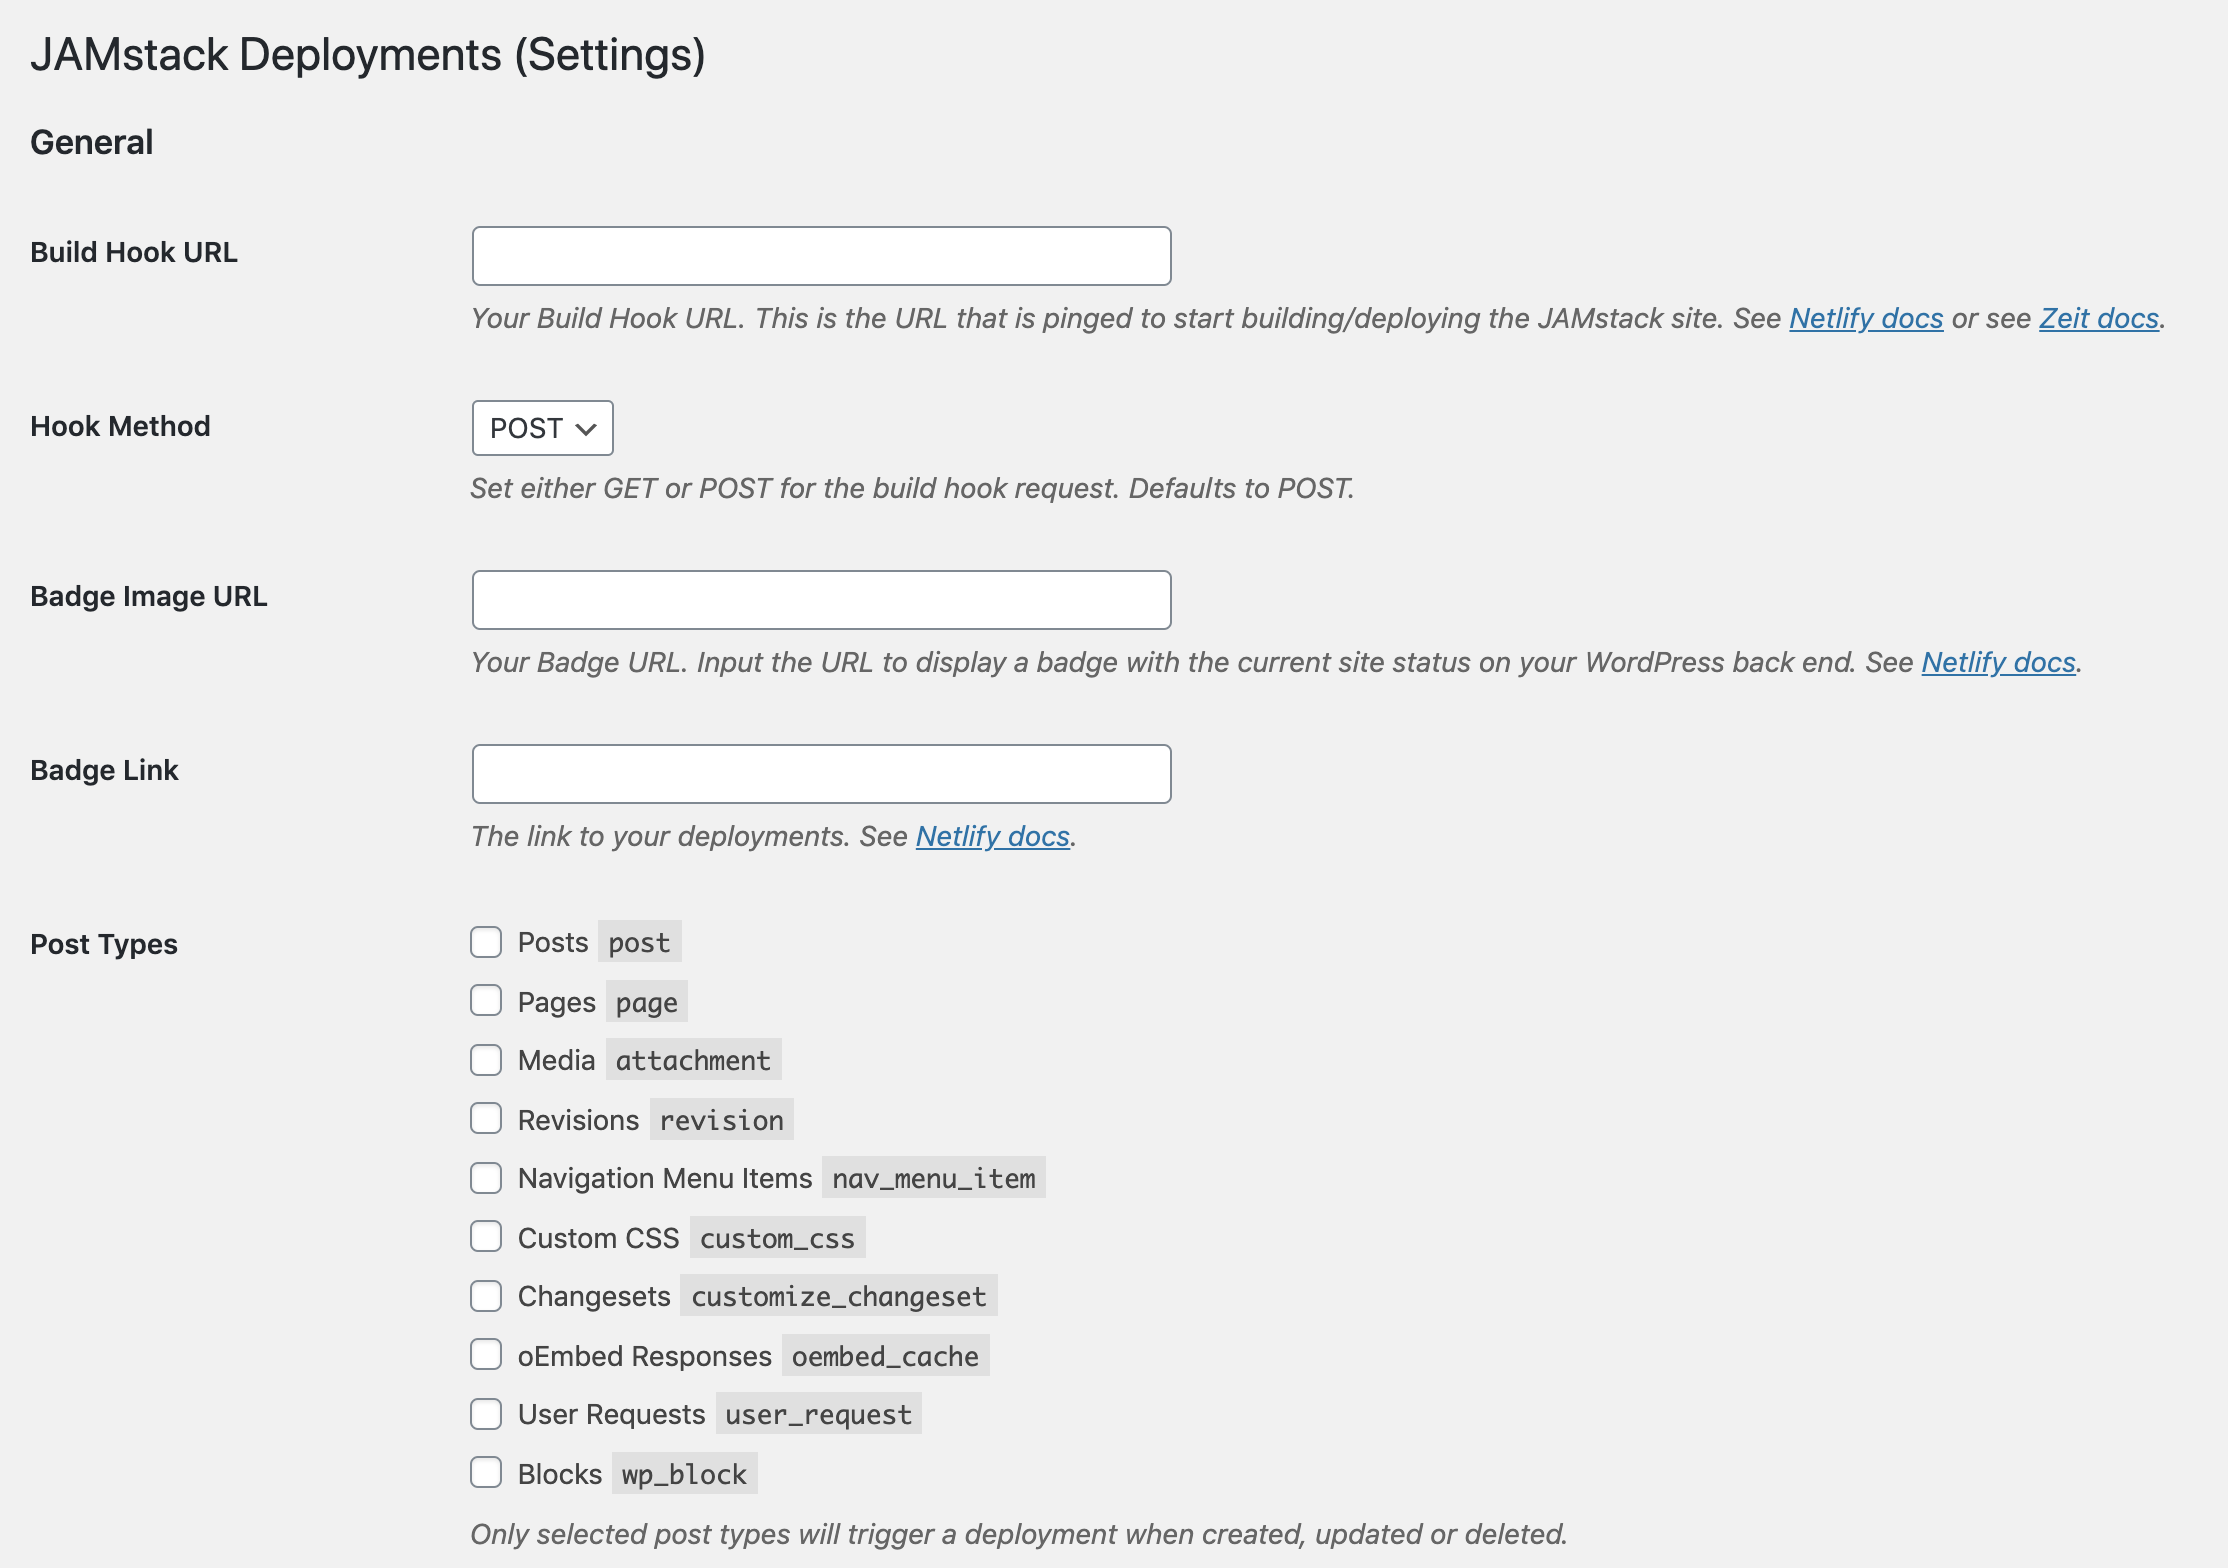 JAMstack Deployments (Settings)
General
Build Hook URL
Your Build Hook URL. This is the URL that is pinged to start building/deploying the JAMstack site. See Netlify docs or see Zeit docs.
Hook Method
POST
Set either GET or POST for the build hook request. Defaults to POST.
Badge Image URL
Your Badge URL. Input the URL to display a badge with the current site status on your WordPress back end. See Netlify docs.
Badge Link
The link to your deployments. See Netlify docs.
Post Types
Posts post
Pages page
Media attachment
Revisions revision
Navigation Menu Items nav_menu_item
Custom CSS custom_css
Changesets customize_changeset
oEmbed Responses oembed_cache
User Requests user_request
Blocks wp_block
Only selected post types will trigger a deployment when created, updated or deleted.